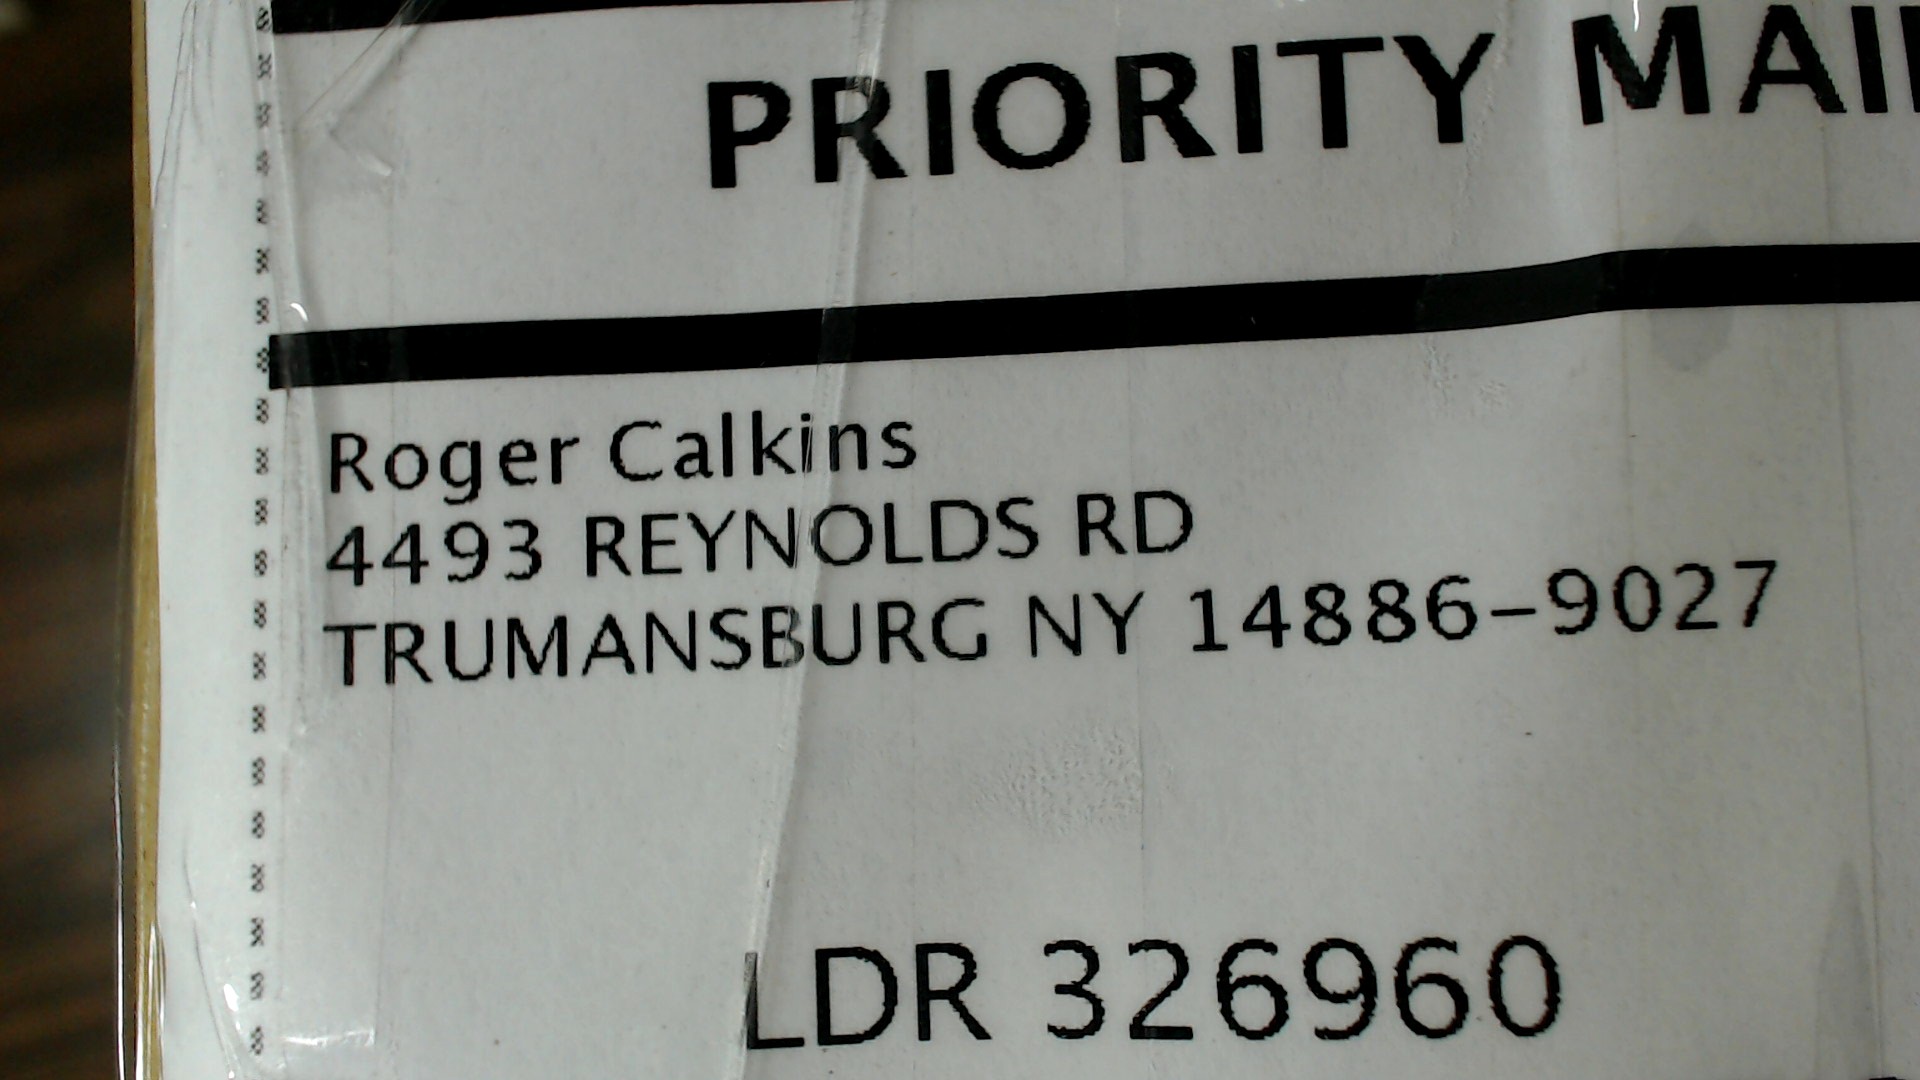 PRIORITY MAI
Roger Calkins
4493 REYNOLDS RD
TRUMANSBURG NY 14886-9027
LDR 326960